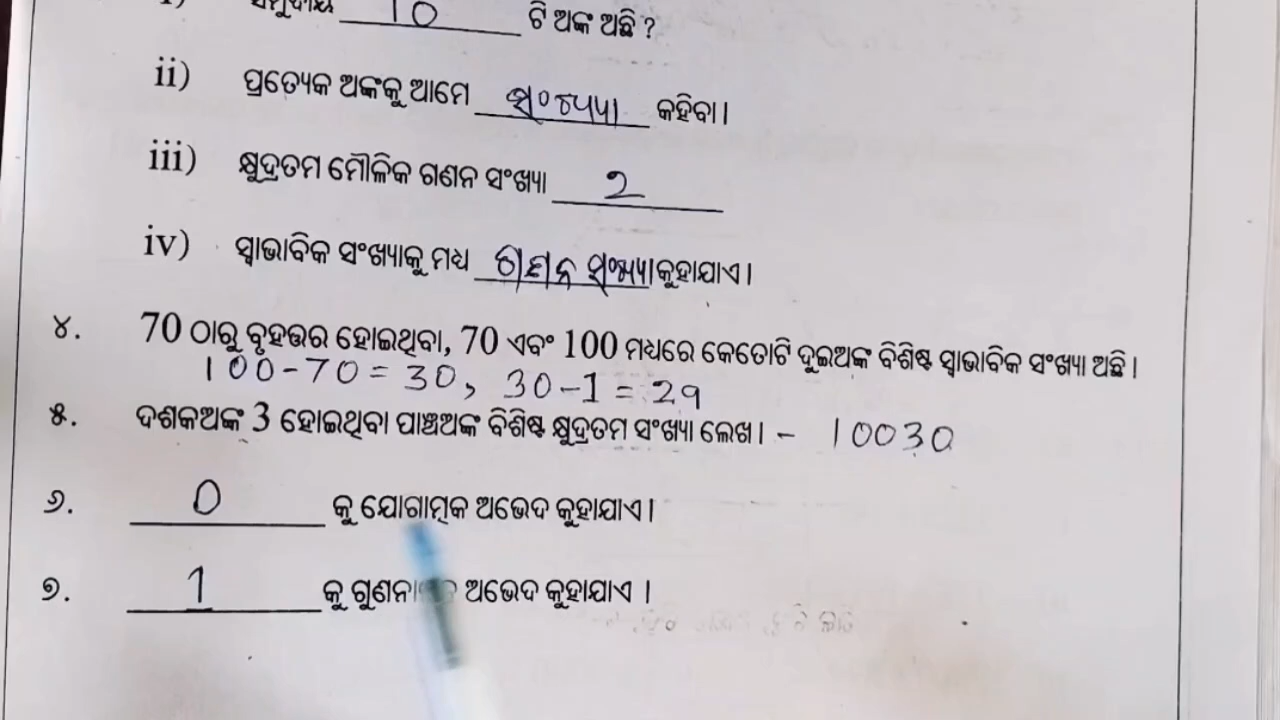 i) ସମୁଦାୟ 10 ଟି ଅଙ୍କ ଅଛି ?
ii) ପ୍ରତ୍ୟେକ ଅଙ୍କକୁ ଆମେ ସଂଖ୍ୟା କହିବା।
iii) କ୍ଷୁଦ୍ରତମ ମୌଳିକ ଗଣନ ସଂଖ୍ୟା 2
iv) ସ୍ୱାଭାବିକ ସଂଖ୍ୟାକୁ ମଧ୍ୟ ଗଣନ ସଂଖ୍ୟା କୁହାଯାଏ।
୪. 70 ଠାରୁ ବୃହତ୍ତର ହୋଇଥିବା, 70 ଏବଂ 100 ମଧ୍ୟରେ କେତୋଟି ଦୁଇଅଙ୍କ ବିଶିଷ୍ଟ ସ୍ୱାଭାବିକ ସଂଖ୍ୟା ଅଛି।
100-70=30, 30-1=29
୫. ଦଶକଅଙ୍କ 3 ହୋଇଥିବା ପାଞ୍ଚଅଙ୍କ ବିଶିଷ୍ଟ କ୍ଷୁଦ୍ରତମ ସଂଖ୍ୟା ଲେଖ। - 10030
୬. 0 କୁ ଯୋଗାତ୍ମକ ଅଭେଦ କୁହାଯାଏ।
୭. 1 କୁ ଅଭେଦ କୁହାଯାଏ ।